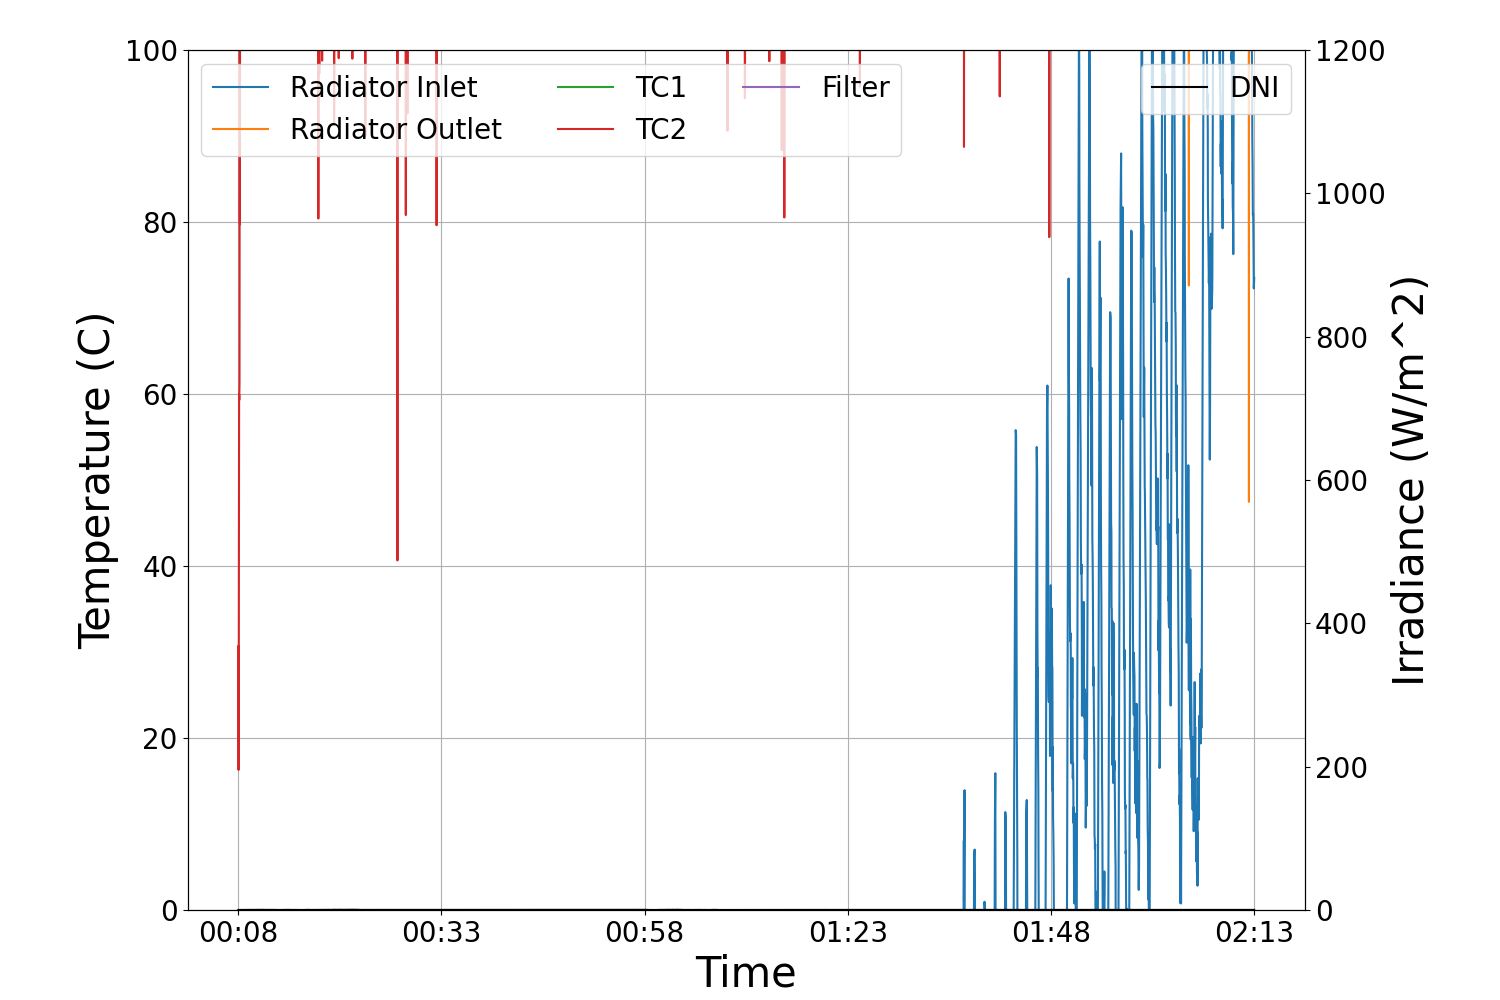 Radiator Inlet
Radiator Outlet
TC1
TC2
Filter
DNI
Temperature (C)
100
80
60
40
20
0
Irradiance (W/m^2)
1200
1000
800
600
400
200
0
00:08 00:33 00:58 01:23 01:48 02:13
Time